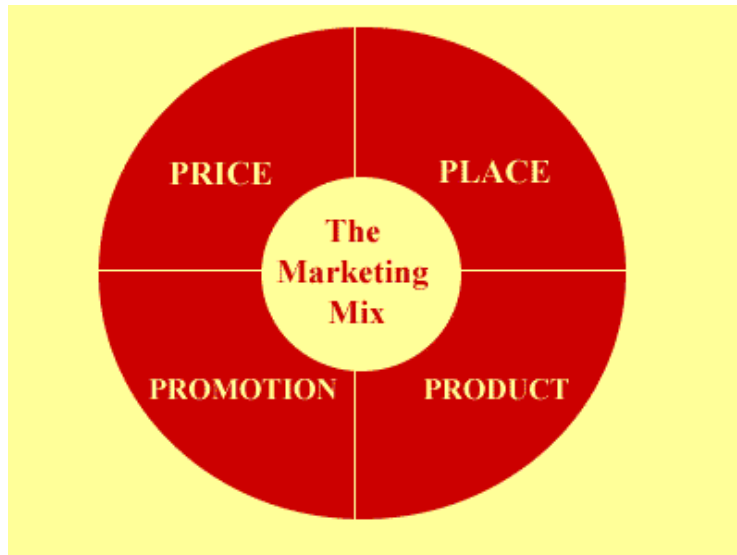 PRICE
PLACE
The
Marketing
Mix
PROMOTION
PRODUCT